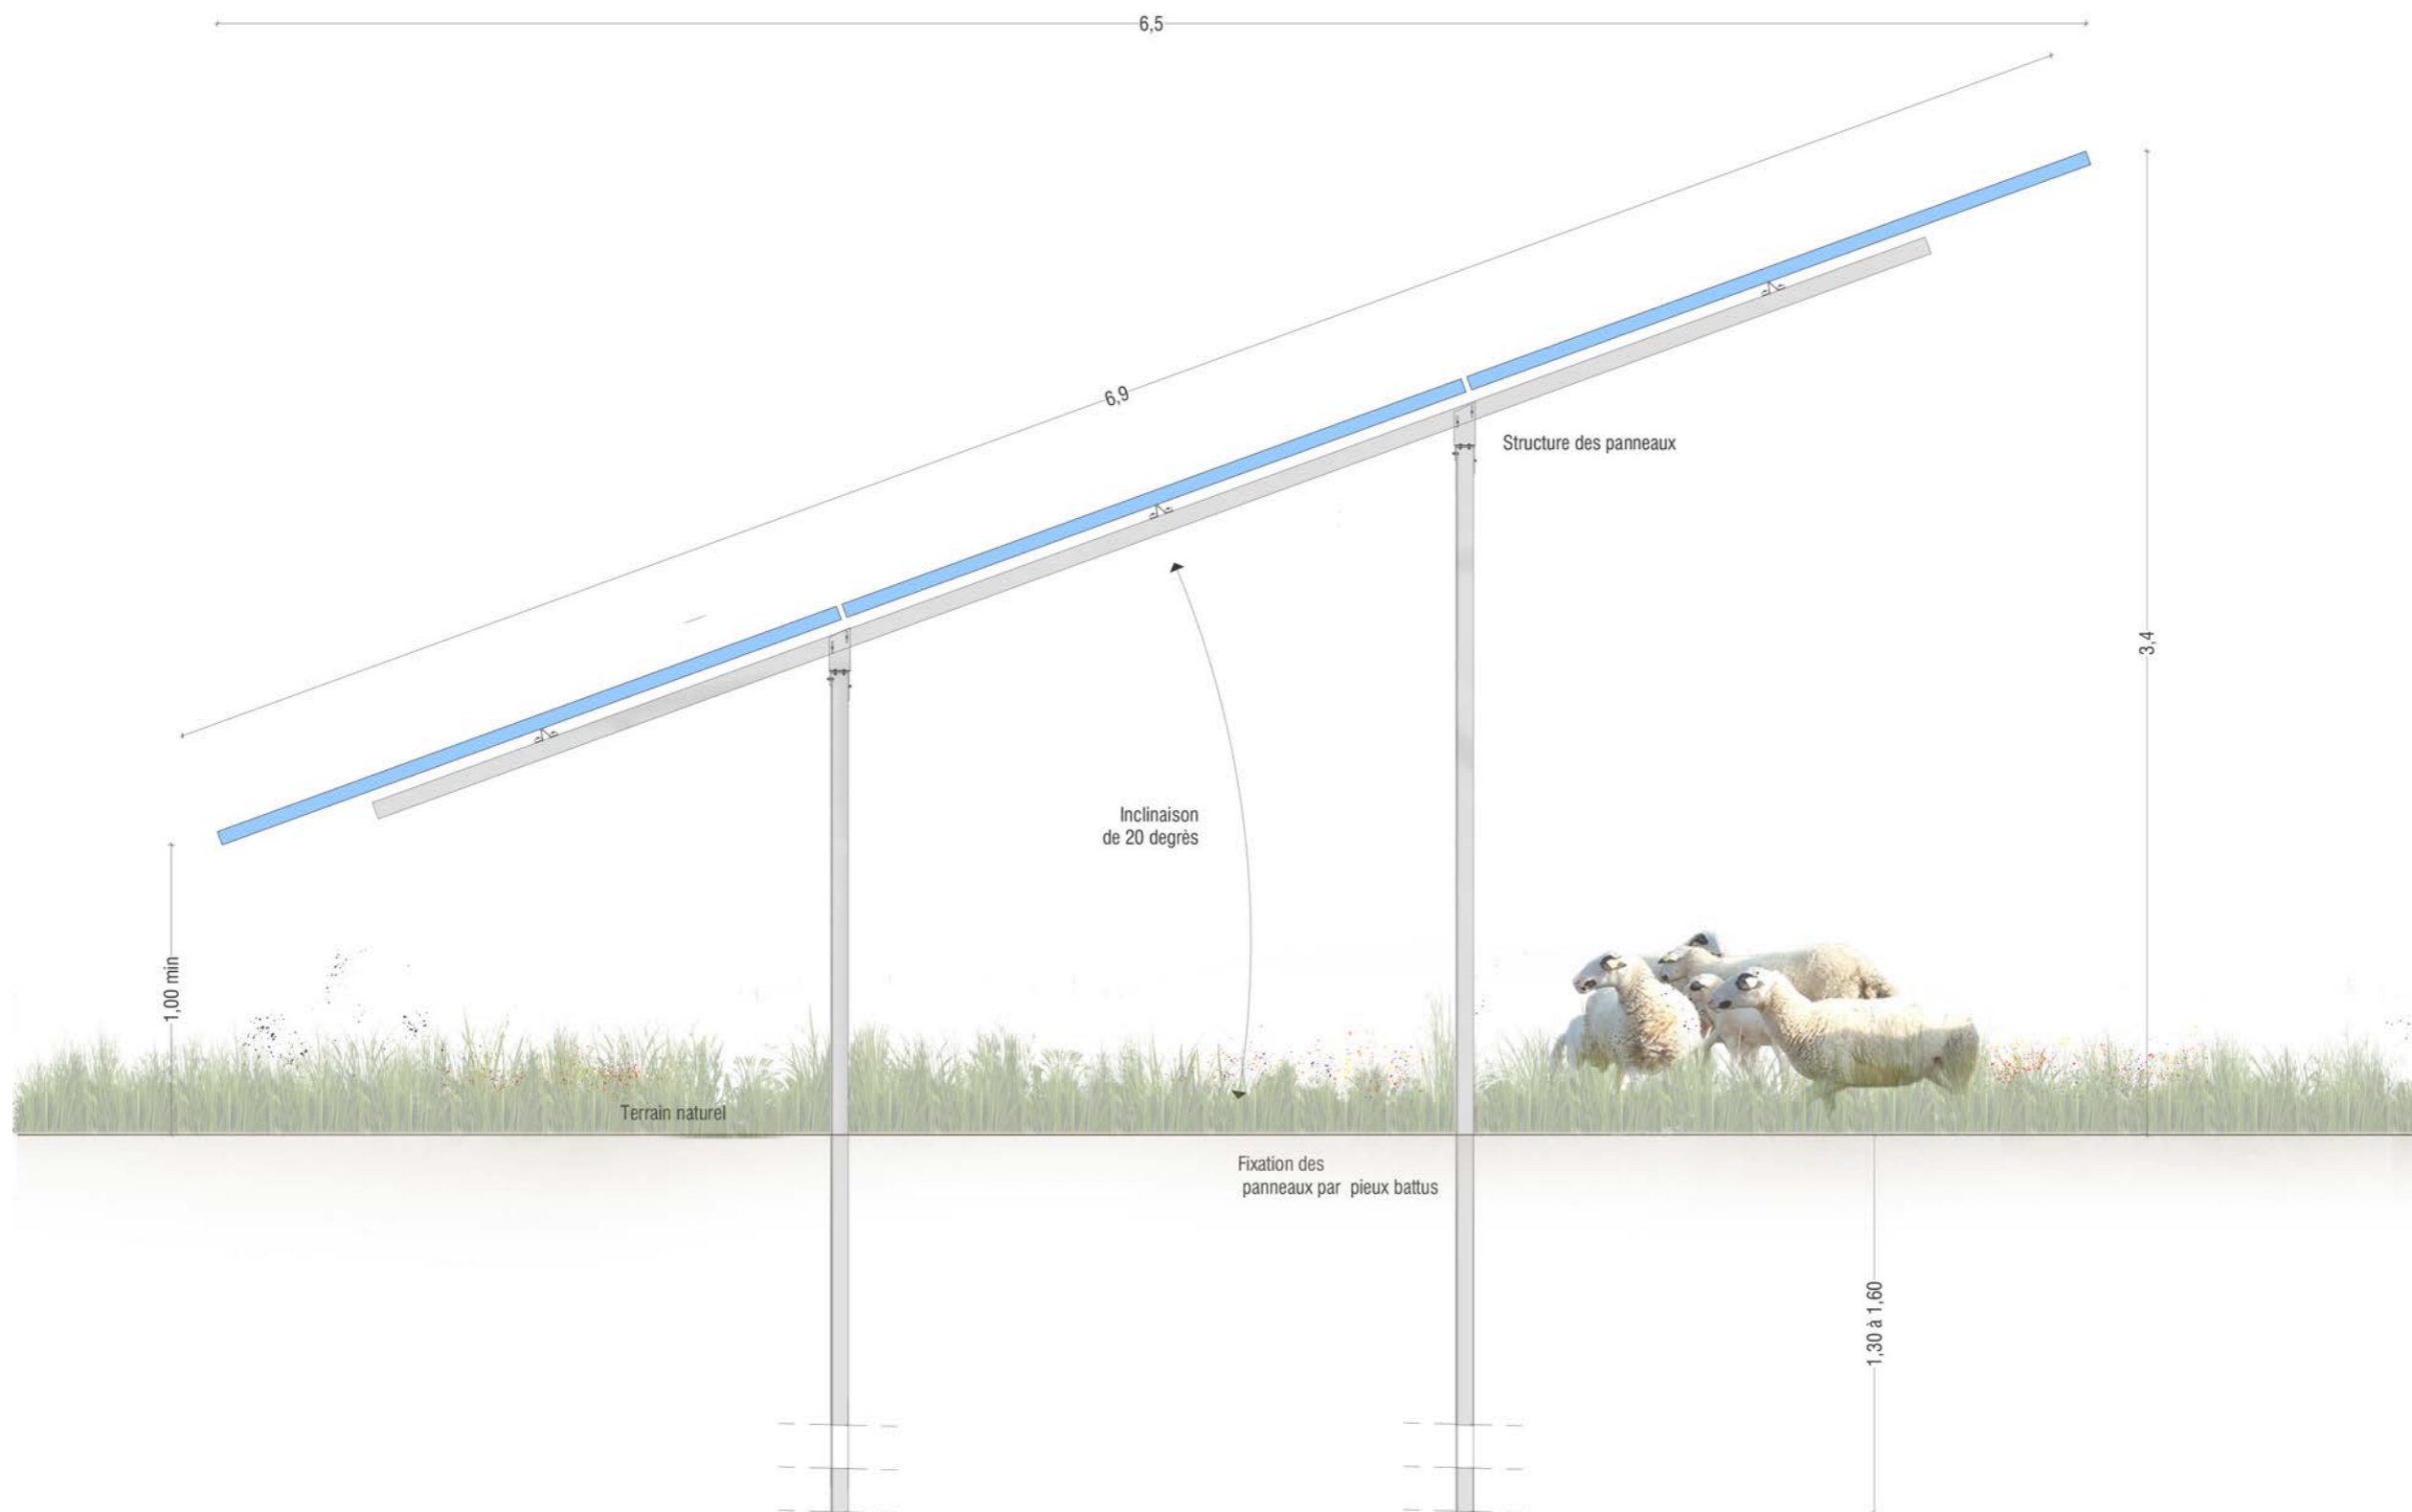 6,5
6,9
Structure des panneaux
3,4
Inclinaison
de 20 degrès
1,00 min
Terrain naturel
Fixation des
panneaux par pieux battus
1,30 à 1,60